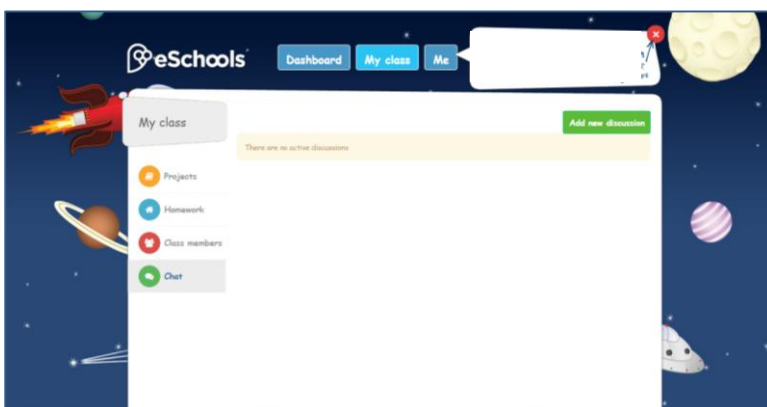 eSchools
Dashboard
My class
Me
My class
Add new discussion
There are no active discussions
Projects
Homework
Class members
Chat